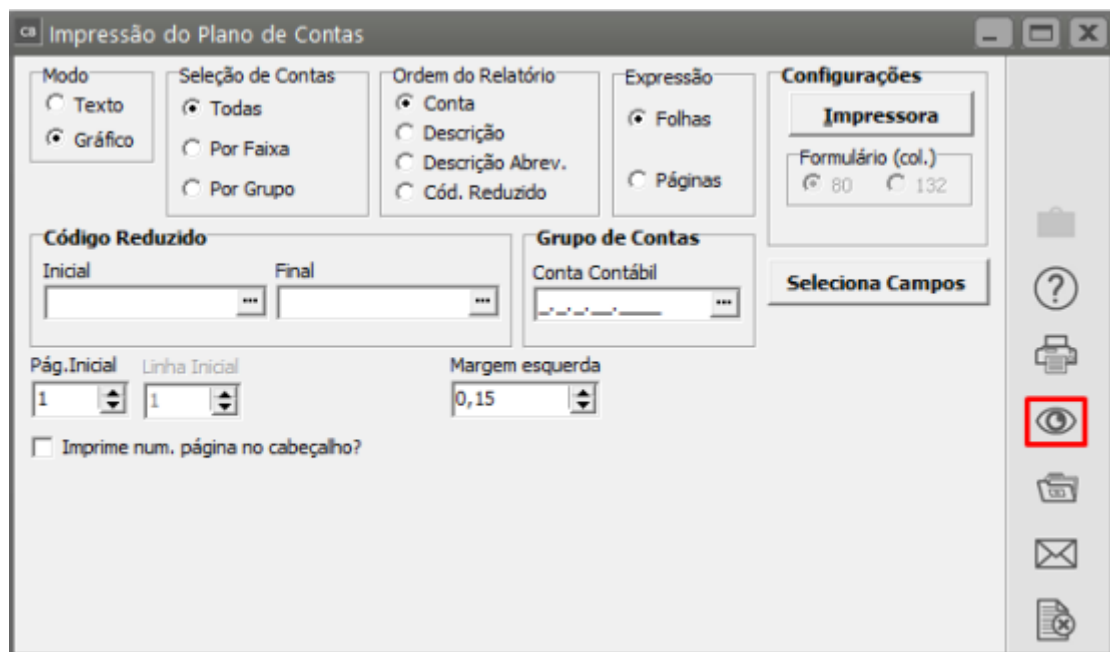 CB Impressão do Plano de Contas
Modo
Texto
Gráfico
Seleção de Contas
Todas
Por Faixa
Por Grupo
Ordem do Relatório
Conta
Descrição
Descrição Abrev.
Cód. Reduzido
Expressão
Folhas
Páginas
Configurações
Impressora
Formulário (col.)
80 132
Código Reduzido
Inicial Final
... ...
Grupo de Contas
Conta Contábil
_._._.__.____ ...
Seleciona Campos
Pág.Inicial Linha Inicial Margem esquerda
1 1 0,15
Imprime num. página no cabeçalho?
?